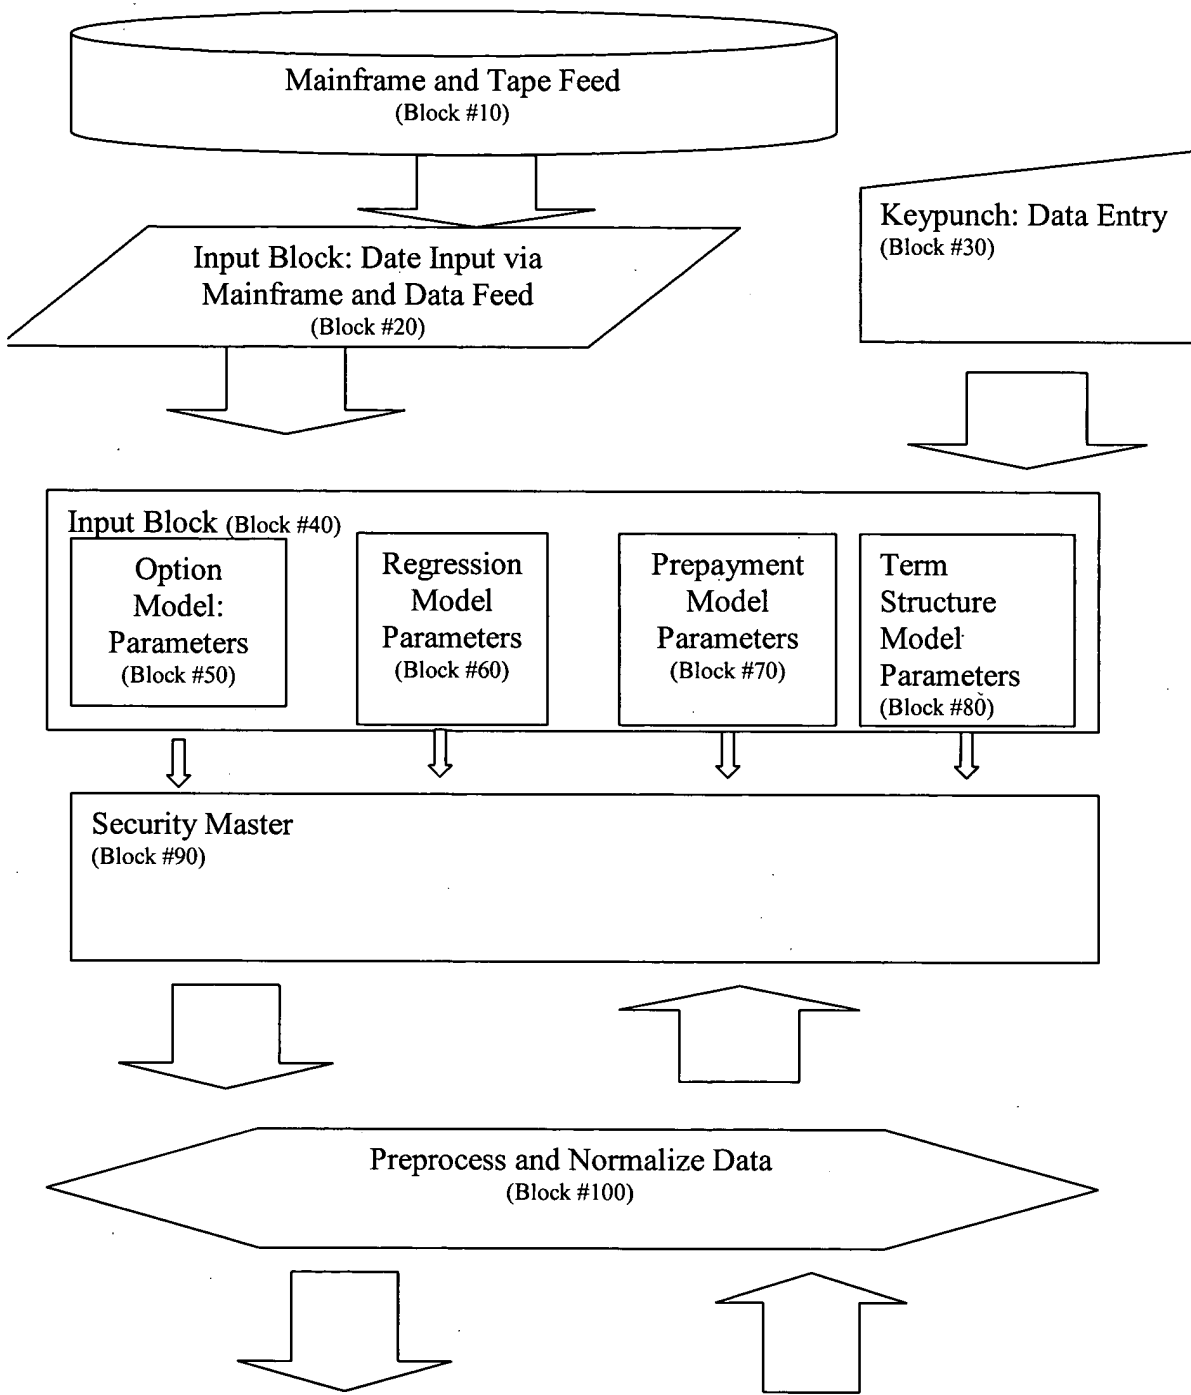 Mainframe and Tape Feed
(Block #10)
Input Block: Date Input via
Mainframe and Data Feed
(Block #20)
Keypunch: Data Entry
(Block #30)
Input Block (Block #40)
Option
Model:
Parameters
(Block #50)
Regression
Model
Parameters
(Block #60)
Prepayment
Model
Parameters
(Block #70)
Term
Structure
Model
Parameters
(Block #80)
Security Master
(Block #90)
Preprocess and Normalize Data
(Block #100)